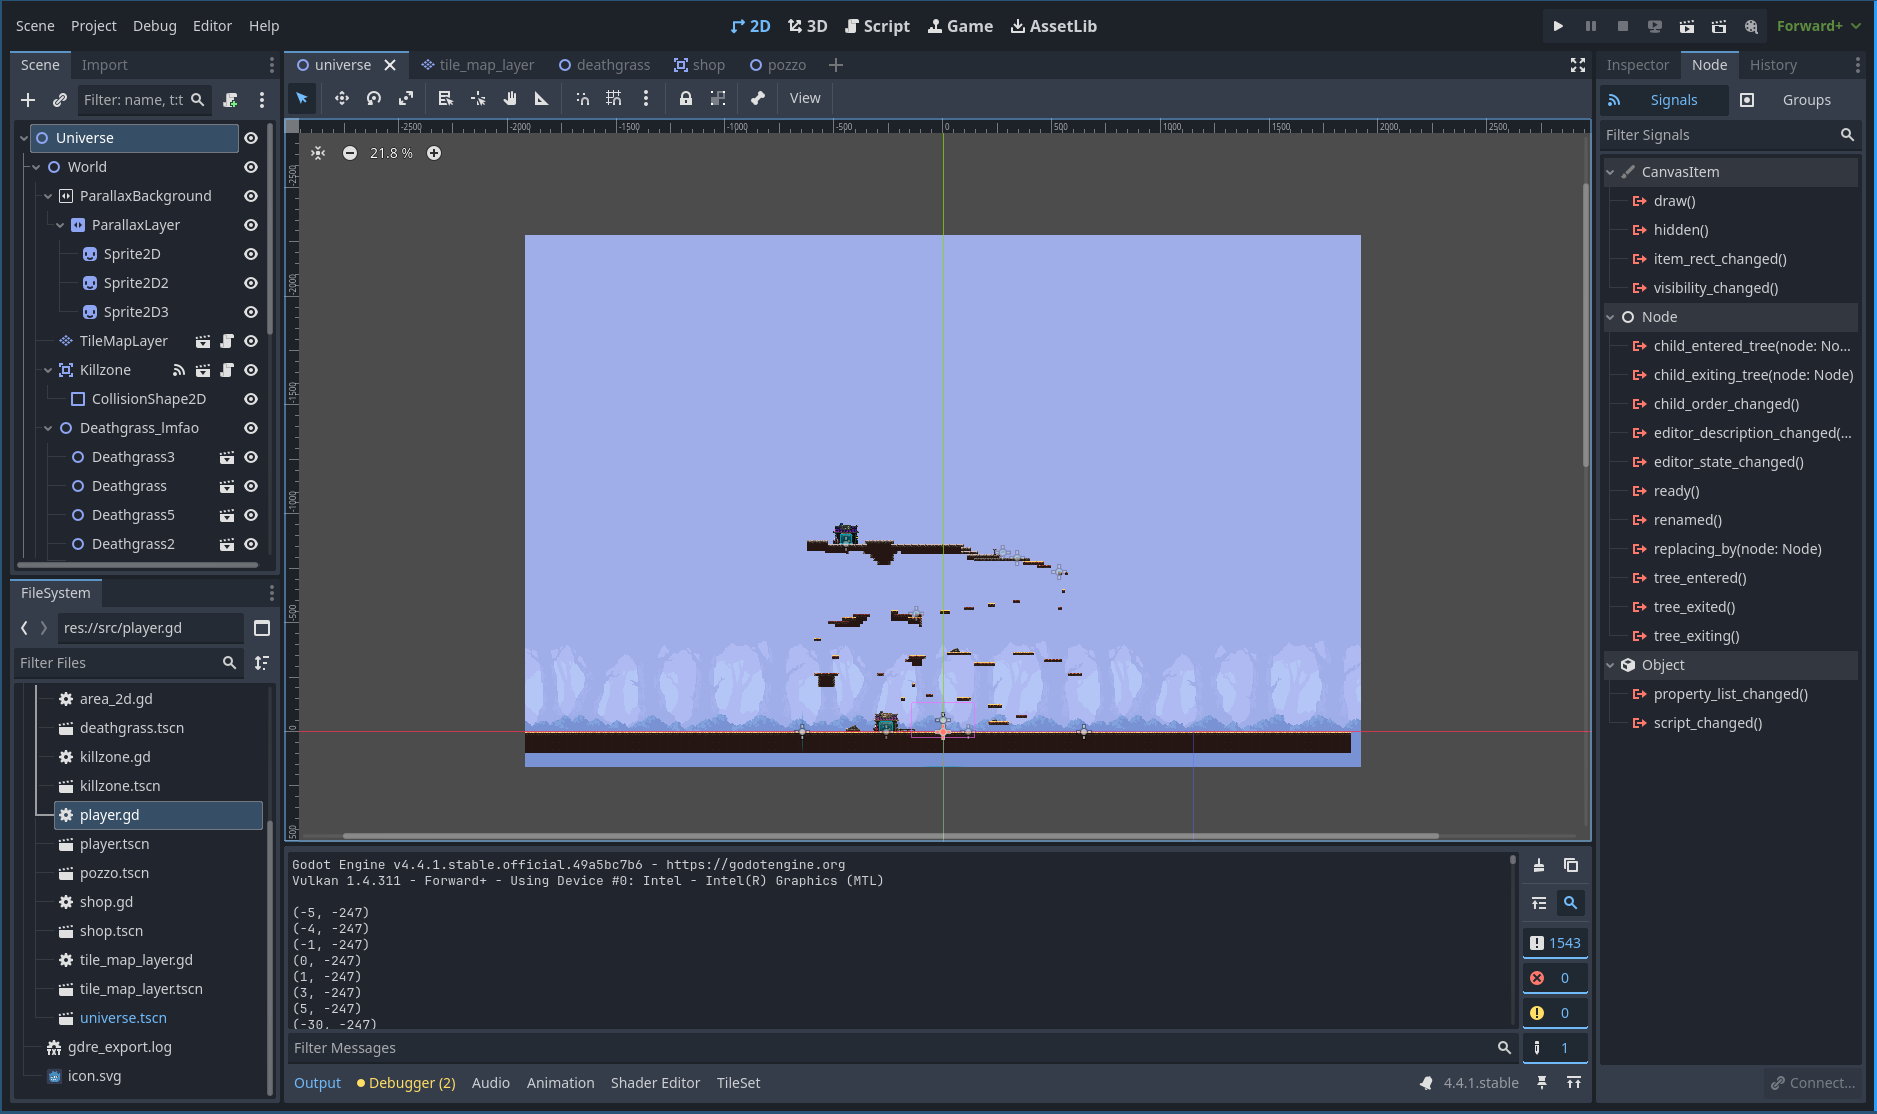 Scene Project Debug Editor Help
2D 3D Script Game AssetLib
Forward+
Scene Import
universe tile_map_layer deathgrass shop pozzo
Inspector Node History
Filter: name, t:t
View
Signals Groups
Filter Signals
-2500 -2000 -1500 -1000 -500 0 500 1000 1500 2000 2500
21.8 %
-2500
-2000
-1500
-1000
-500
0
500
Universe
World
ParallaxBackground
ParallaxLayer
Sprite2D
Sprite2D2
Sprite2D3
TileMapLayer
Killzone
CollisionShape2D
Deathgrass_lmfao
Deathgrass3
Deathgrass
Deathgrass5
Deathgrass2
FileSystem
res://src/player.gd
Filter Files
area_2d.gd
deathgrass.tscn
killzone.gd
killzone.tscn
player.gd
player.tscn
pozzo.tscn
shop.gd
shop.tscn
tile_map_layer.gd
tile_map_layer.tscn
universe.tscn
gdre_export.log
icon.svg
Godot Engine v4.4.1.stable.official.49a5bc7b6 - https://godotengine.org
Vulkan 1.4.311 - Forward+ - Using Device #0: Intel - Intel(R) Graphics (MTL)
(-5, -247)
(-4, -247)
(-1, -247)
(0, -247)
(1, -247)
(3, -247)
(5, -247)
(-30, -247)
1543
0
0
1
Filter Messages
Output Debugger (2) Audio Animation Shader Editor TileSet
4.4.1.stable
CanvasItem
draw()
hidden()
item_rect_changed()
visibility_changed()
Node
child_entered_tree(node: No...
child_exiting_tree(node: Node)
child_order_changed()
editor_description_changed(...
editor_state_changed()
ready()
renamed()
replacing_by(node: Node)
tree_entered()
tree_exited()
tree_exiting()
Object
property_list_changed()
script_changed()
Connect...